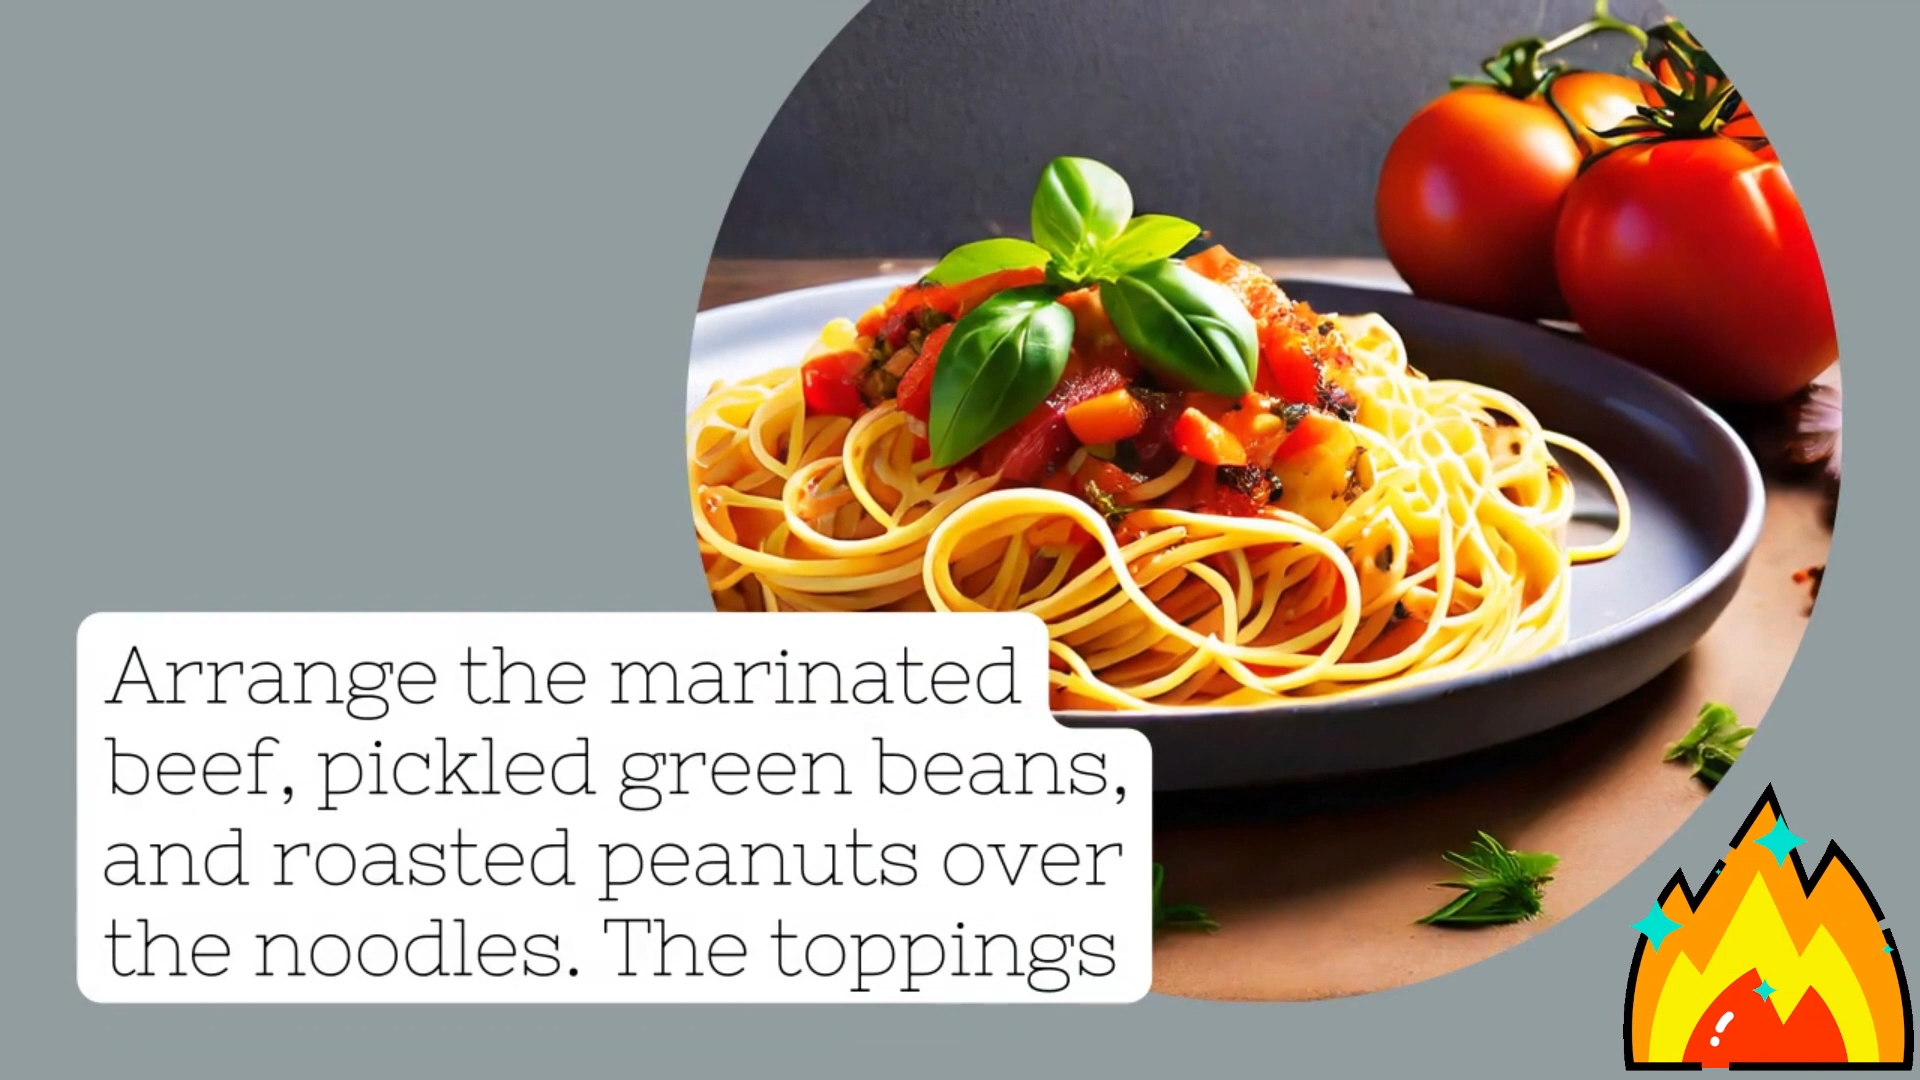 Arrange the marinated
beef, pickled green beans,
and roasted peanuts over
the noodles. The toppings